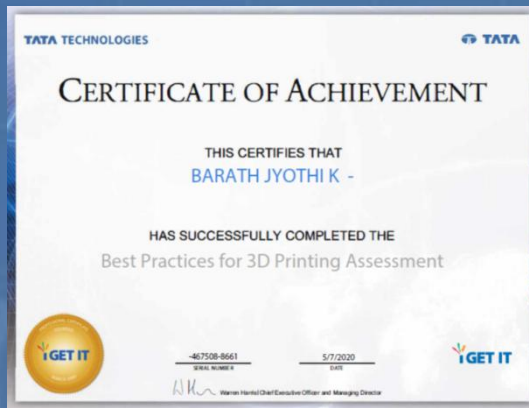 TATA TECHNOLOGIES
TATA
CERTIFICATE OF ACHIEVEMENT
THIS CERTIFIES THAT
BARATH JYOTHI K -
HAS SUCCESSFULLY COMPLETED THE
Best Practices for 3D Printing Assessment
iGET IT
-467508-8661
5/7/2020
SERIAL NUMBER
DATE
Warren Harris| Chief Executive Officer and Managing Director
iGET IT